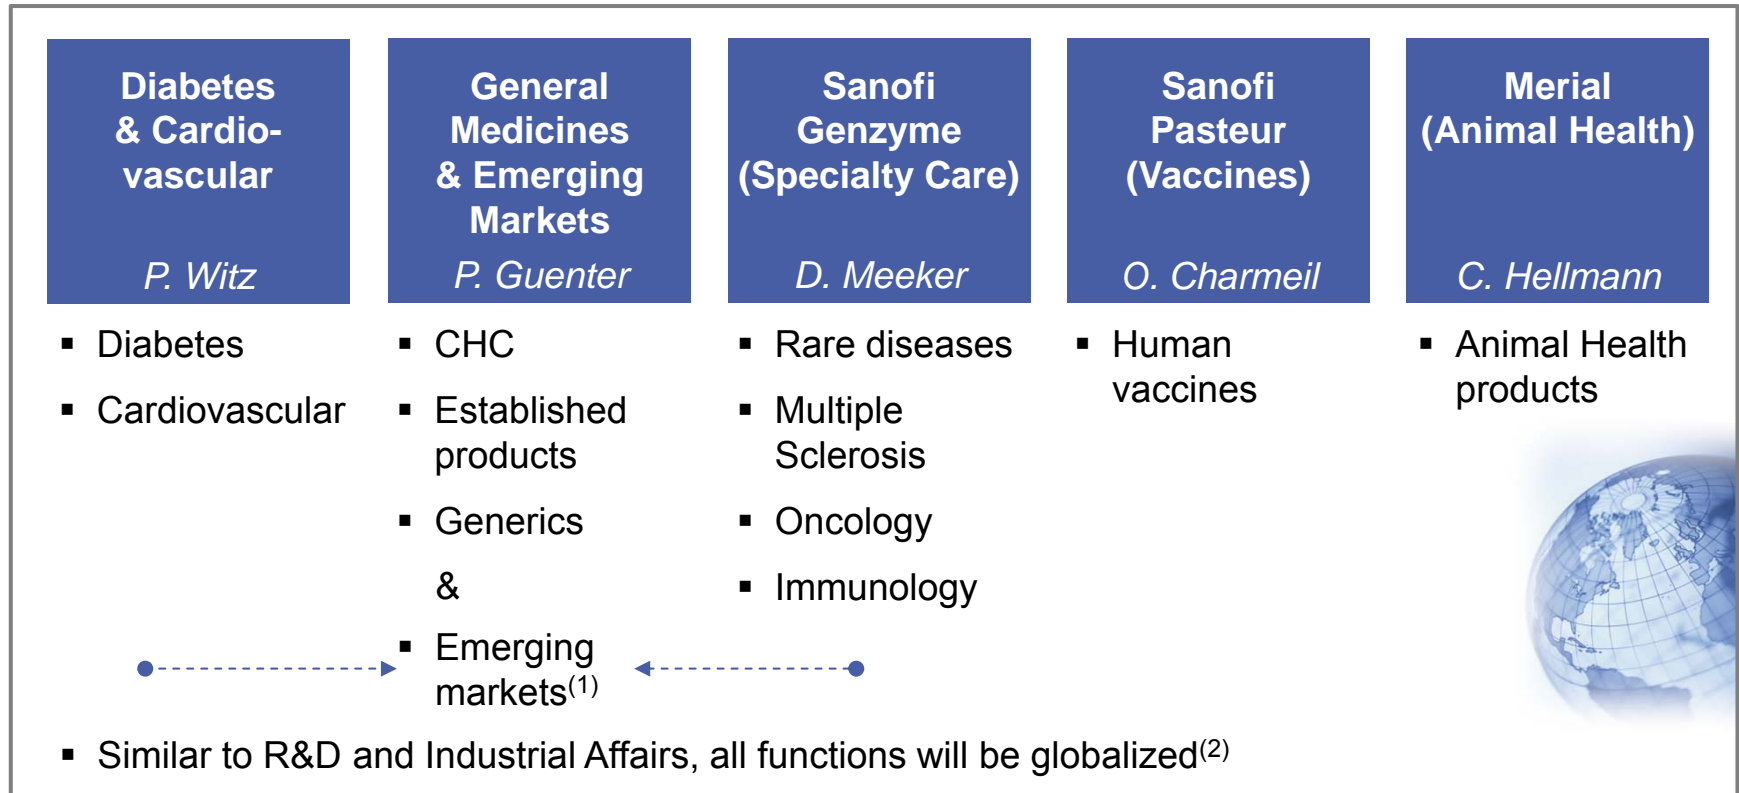 Diabetes
& Cardio-
vascular
P. Witz
General
Medicines
& Emerging
Markets
P. Guenter
Sanofi
Genzyme
(Specialty Care)
D. Meeker
Sanofi
Pasteur
(Vaccines)
O. Charmeil
Merial
(Animal Health)
C. Hellmann
▪ Diabetes
▪ Cardiovascular
▪ CHC
▪ Established
products
▪ Generics
&
▪ Emerging
markets(1)
▪ Rare diseases
▪ Multiple
Sclerosis
▪ Oncology
▪ Immunology
▪ Human
vaccines
▪ Animal Health
products
▪ Similar to R&D and Industrial Affairs, all functions will be globalized(2)